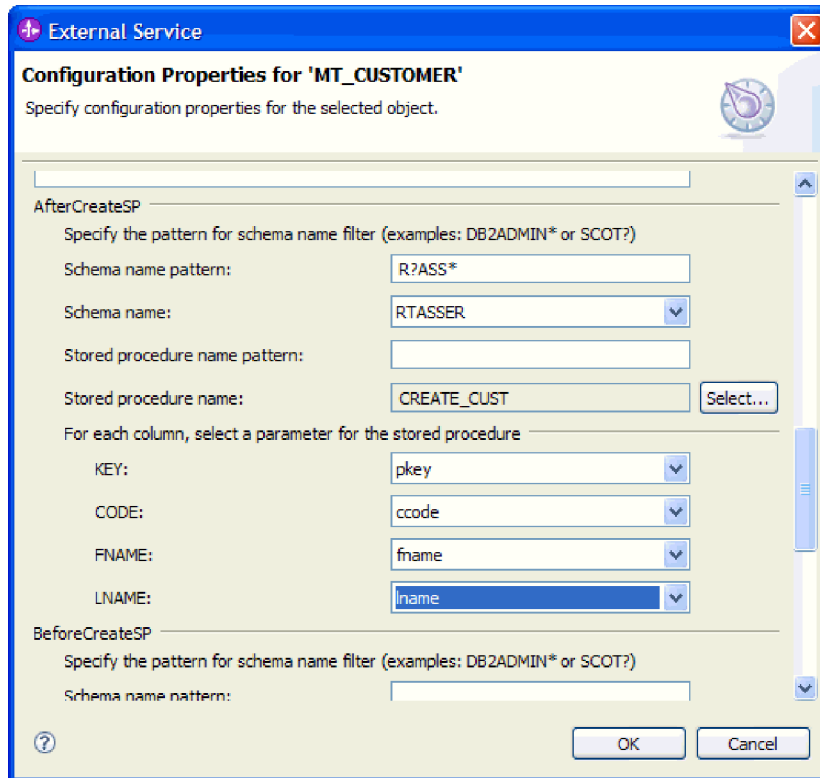 External Service
Configuration Properties for 'MT_CUSTOMER'
Specify configuration properties for the selected object.
AfterCreateSP
Specify the pattern for schema name filter (examples: DB2ADMIN* or SCOT?)
Schema name pattern: R?ASS*
Schema name: RTASSER
Stored procedure name pattern:
Stored procedure name: CREATE_CUST Select...
For each column, select a parameter for the stored procedure
KEY: pkey
CODE: ccode
FNAME: fname
LNAME: lname
BeforeCreateSP
Specify the pattern for schema name filter (examples: DB2ADMIN* or SCOT?)
Schema name pattern:
? OK Cancel